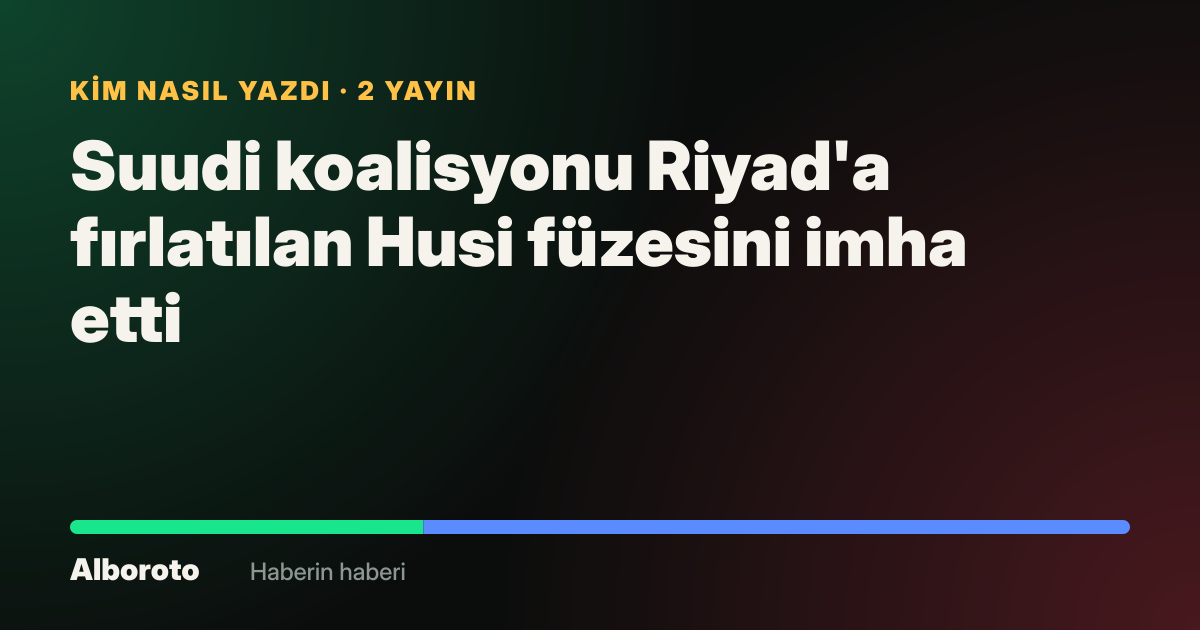 KİM NASIL YAZDI · 2 YAYIN
Suudi koalisyonu Riyad'a
fırlatılan Husi füzesini imha
etti
Alboroto
Haberin haberi